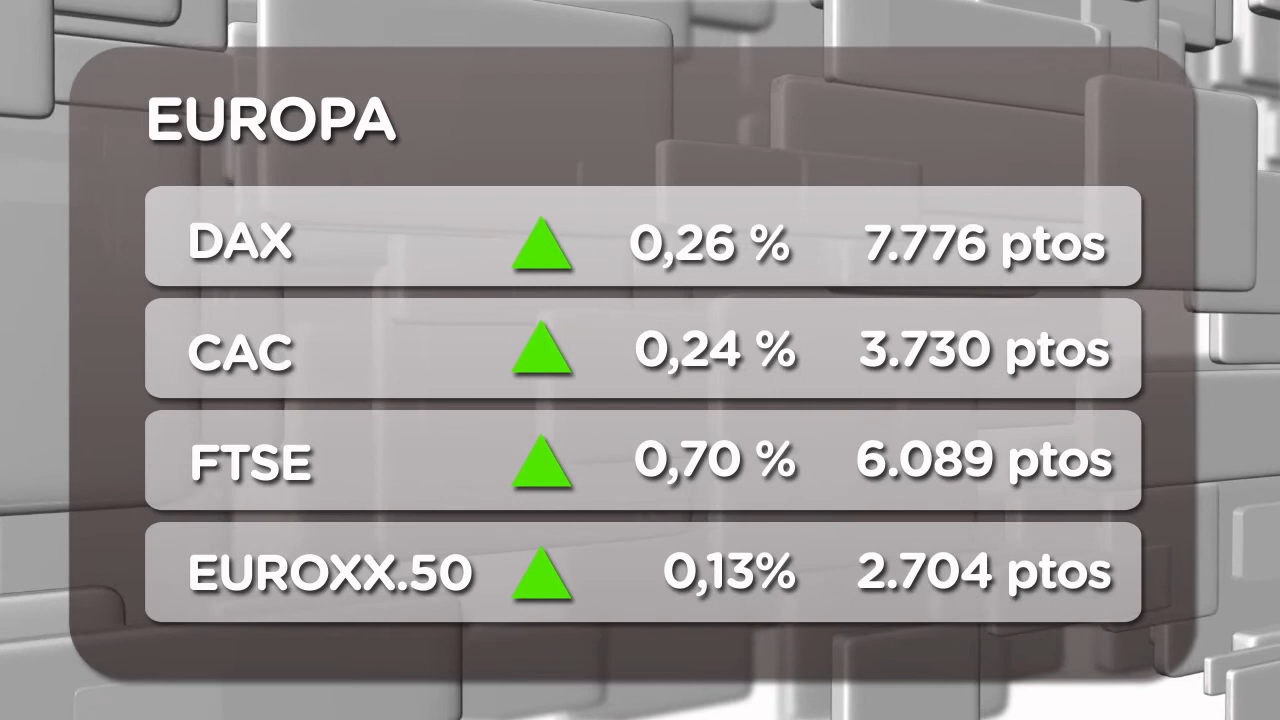 EUROPA
DAX 0,26 % 7.776 ptos
CAC 0,24 % 3.730 ptos
FTSE 0,70 % 6.089 ptos
EUROXX.50 0,13% 2.704 ptos